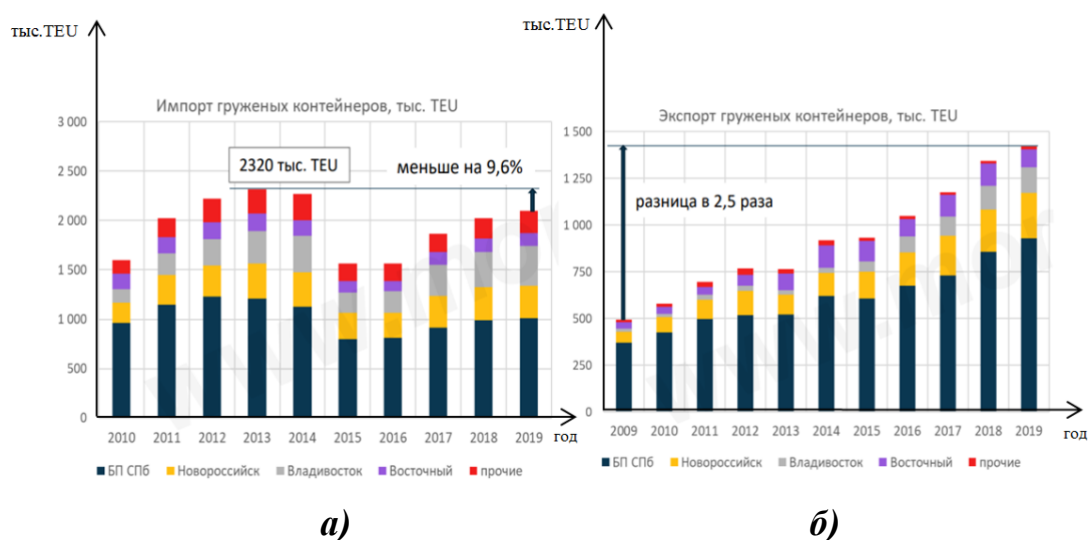 тыс.TEU
Импорт груженых контейнеров, тыс. TEU
3 000
2320 тыс. TEU
меньше на 9,6%
2 500
2 000
1 500
1 000
500
0
2010 2011 2012 2013 2014 2015 2016 2017 2018 2019
год
БП СПб Новороссийск Владивосток Восточный прочие
а)
тыс.TEU
Экспорт груженых контейнеров, тыс. TEU
1 500
1 250
разница в 2,5 раза
1 000
750
500
250
0
2009 2010 2011 2012 2013 2014 2015 2016 2017 2018 2019
год
БП СПб Новороссийск Владивосток Восточный прочие
б)